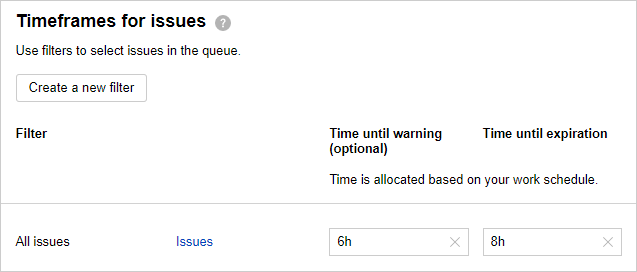 Timeframes for issues ?
Use filters to select issues in the queue.
Create a new filter
Filter
Time until warning
(optional)
Time until expiration
Time is allocated based on your work schedule.
All issues Issues 6h 8h